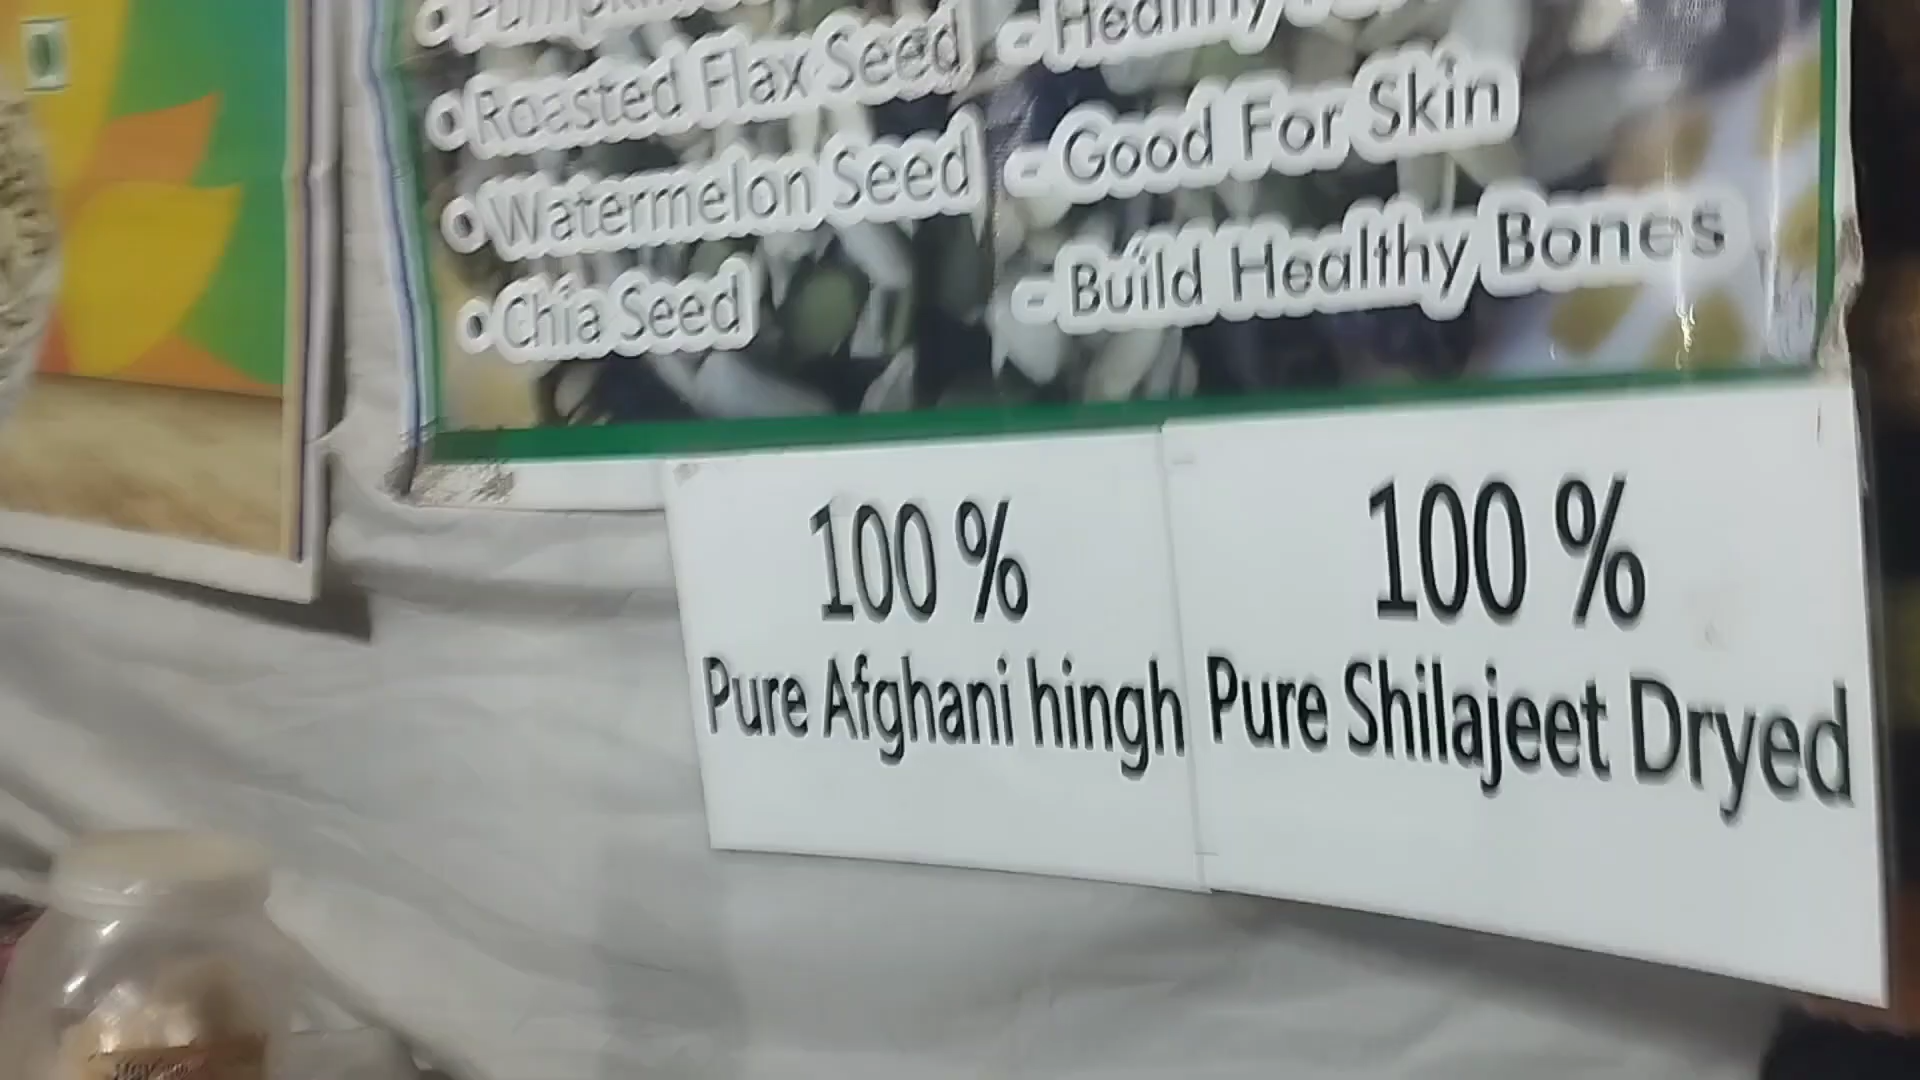 • Roasted Flax Seed
• Watermelon Seed
• Chia Seed
- Healthy
- Good For Skin
- Build Healthy Bones
100 %
Pure Afghani hingh
100 %
Pure Shilajeet Dryed